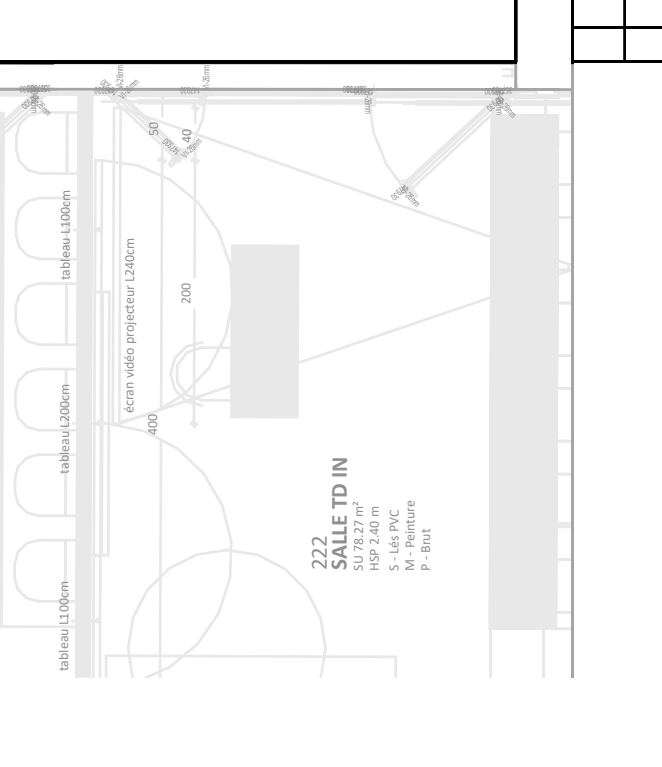 50
40
tableau L100cm
écran vidéo projecteur L240cm
200
tableau L200cm
400
222
SALLE TD IN
SU 78.27 m²
HSP 2.40 m
S - Lés PVC
M - Peinture
P - Brut
tableau L100cm